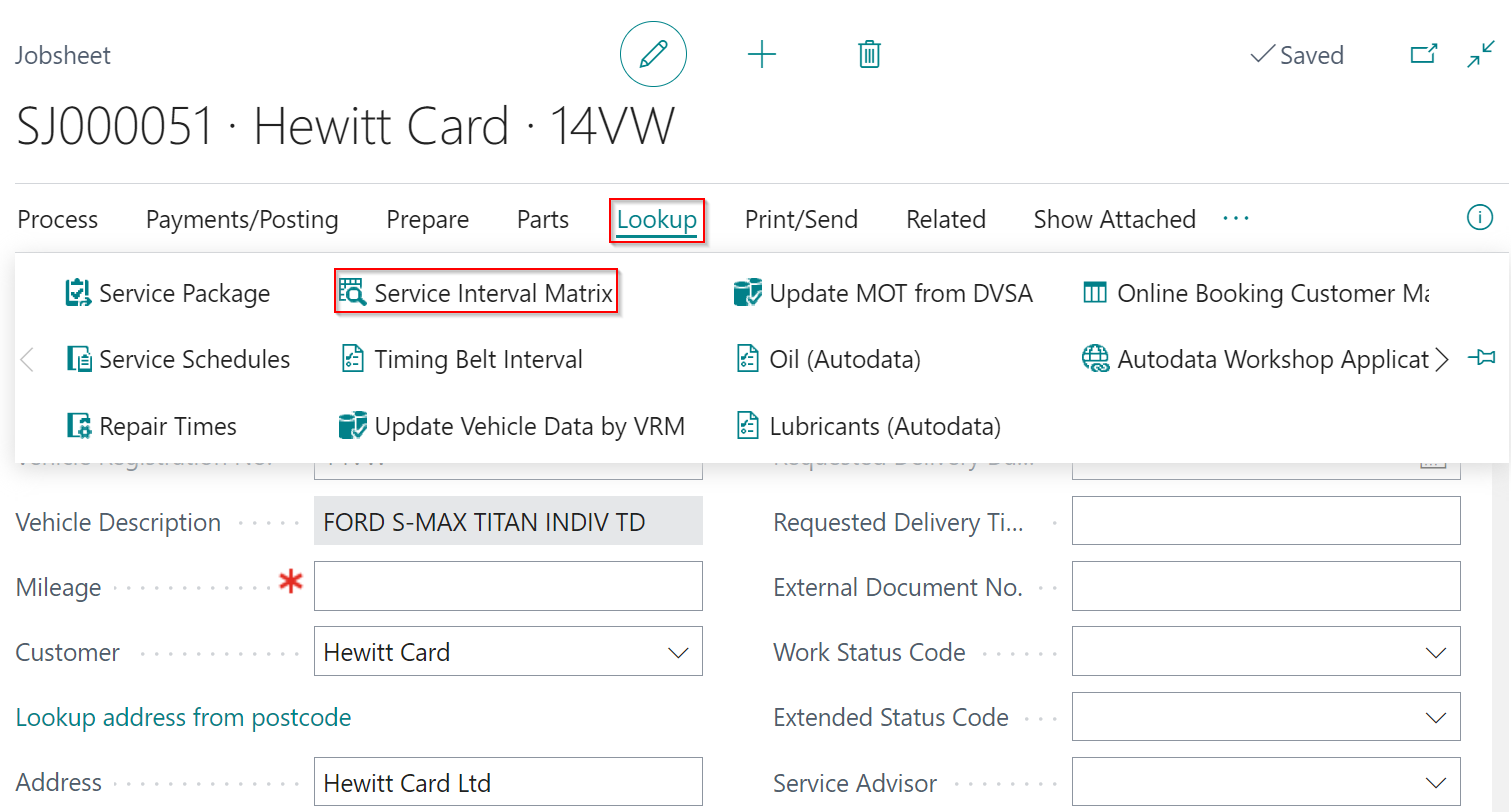 Jobsheet
Saved
SJ000051 · Hewitt Card · 14VW
Process Payments/Posting Prepare Parts Lookup Print/Send Related Show Attached ···
Service Package Service Interval Matrix Update MOT from DVSA Online Booking Customer Ma
Service Schedules Timing Belt Interval Oil (Autodata) Autodata Workshop Applicat
Repair Times Update Vehicle Data by VRM Lubricants (Autodata)
Vehicle Description FORD S-MAX TITAN INDIV TD Requested Delivery Ti...
Mileage * External Document No.
Customer Hewitt Card Work Status Code
Lookup address from postcode Extended Status Code
Address Hewitt Card Ltd Service Advisor